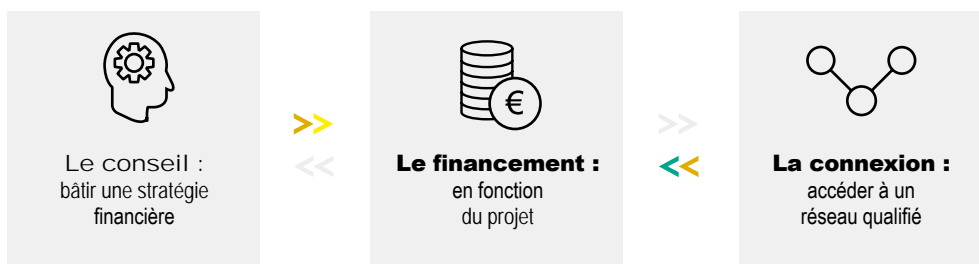 Le conseil :
bâtir une stratégie
financière
>>
<<
€
Le financement :
en fonction
du projet
>>
<<
La connexion :
accéder à un
réseau qualifié